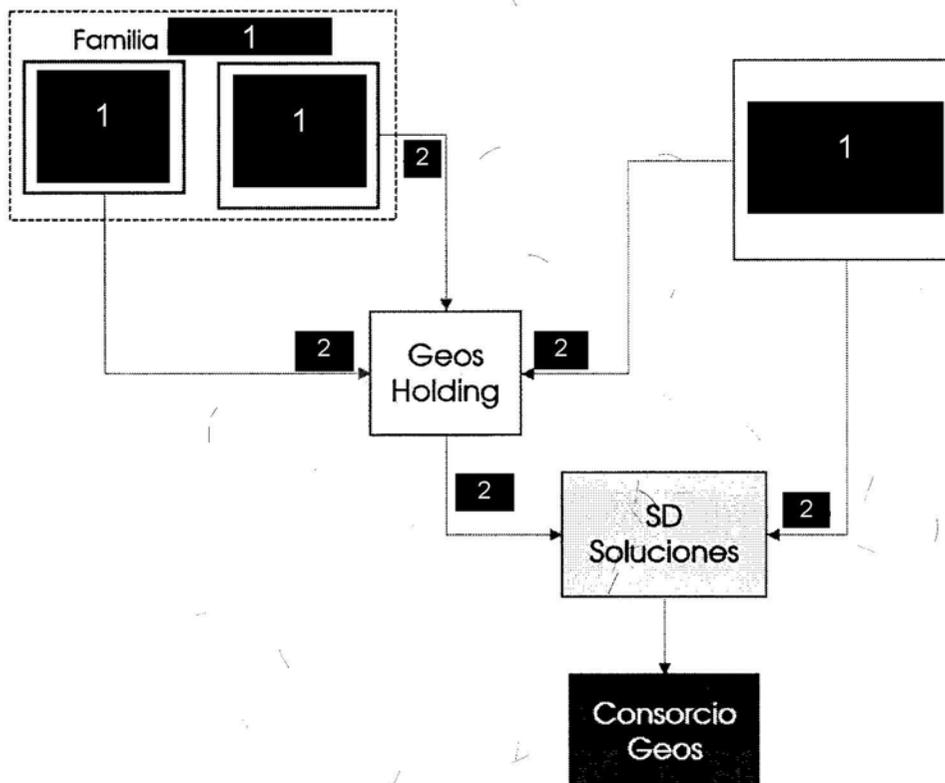 Familia 1
1
1
1
2
2
2
Geos
Holding
2
2
SD
Soluciones
Consorcio
Geos